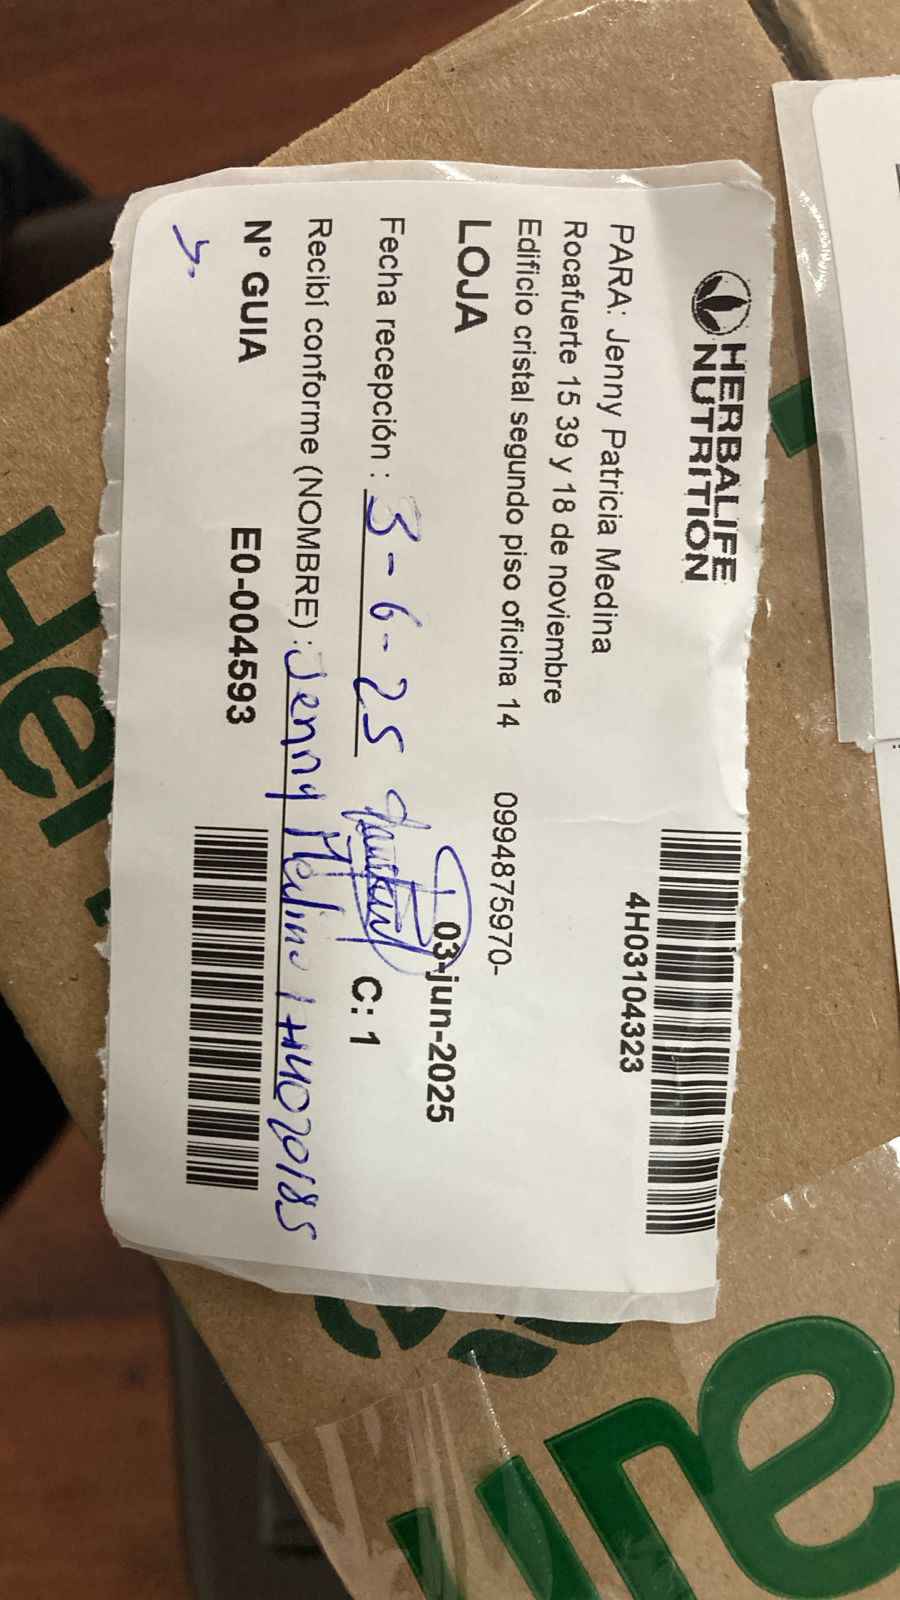 HERBALIFE
NUTRITION
4H03104323
PARA: Jenny Patricia Medina
Rocafuerte 15 39 y 18 de noviembre
Edificio cristal segundo piso oficina 14 0994875970-
LOJA 03-jun-2025
Fecha recepción : 3-6-25 C: 1
Recibí conforme (NOMBRE) : Jenny Medina
Nº GUIA E0-004593